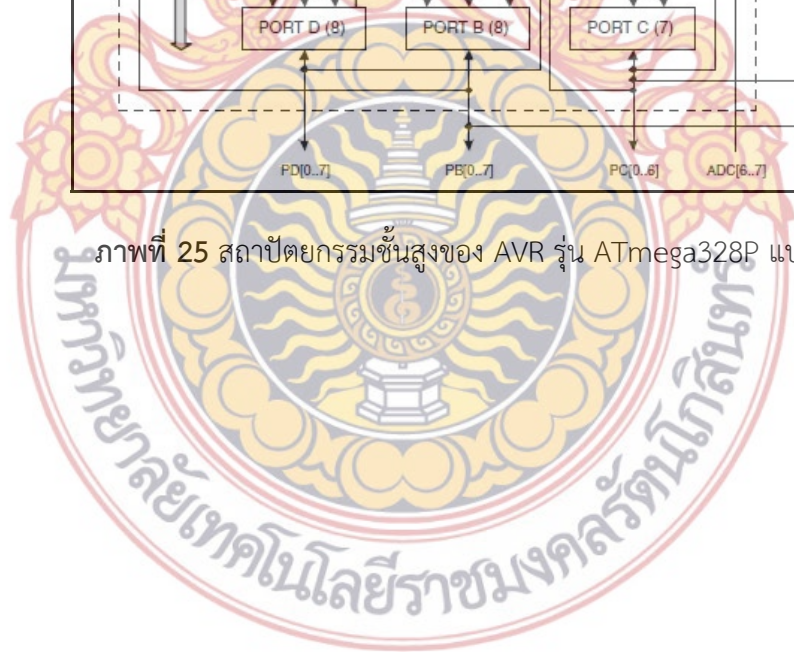 PORT D (8) PORT B (8) PORT C (7)
PD[0..7] PB[0..7] PC[0..6] ADC[6..7]
ภาพที่ 25 สถาปัตยกรรมชั้นสูงของ AVR รุ่น ATmega328P
มหาวิทยาลัยเทคโนโลยีราชมงคลรัตนโกสินทร์